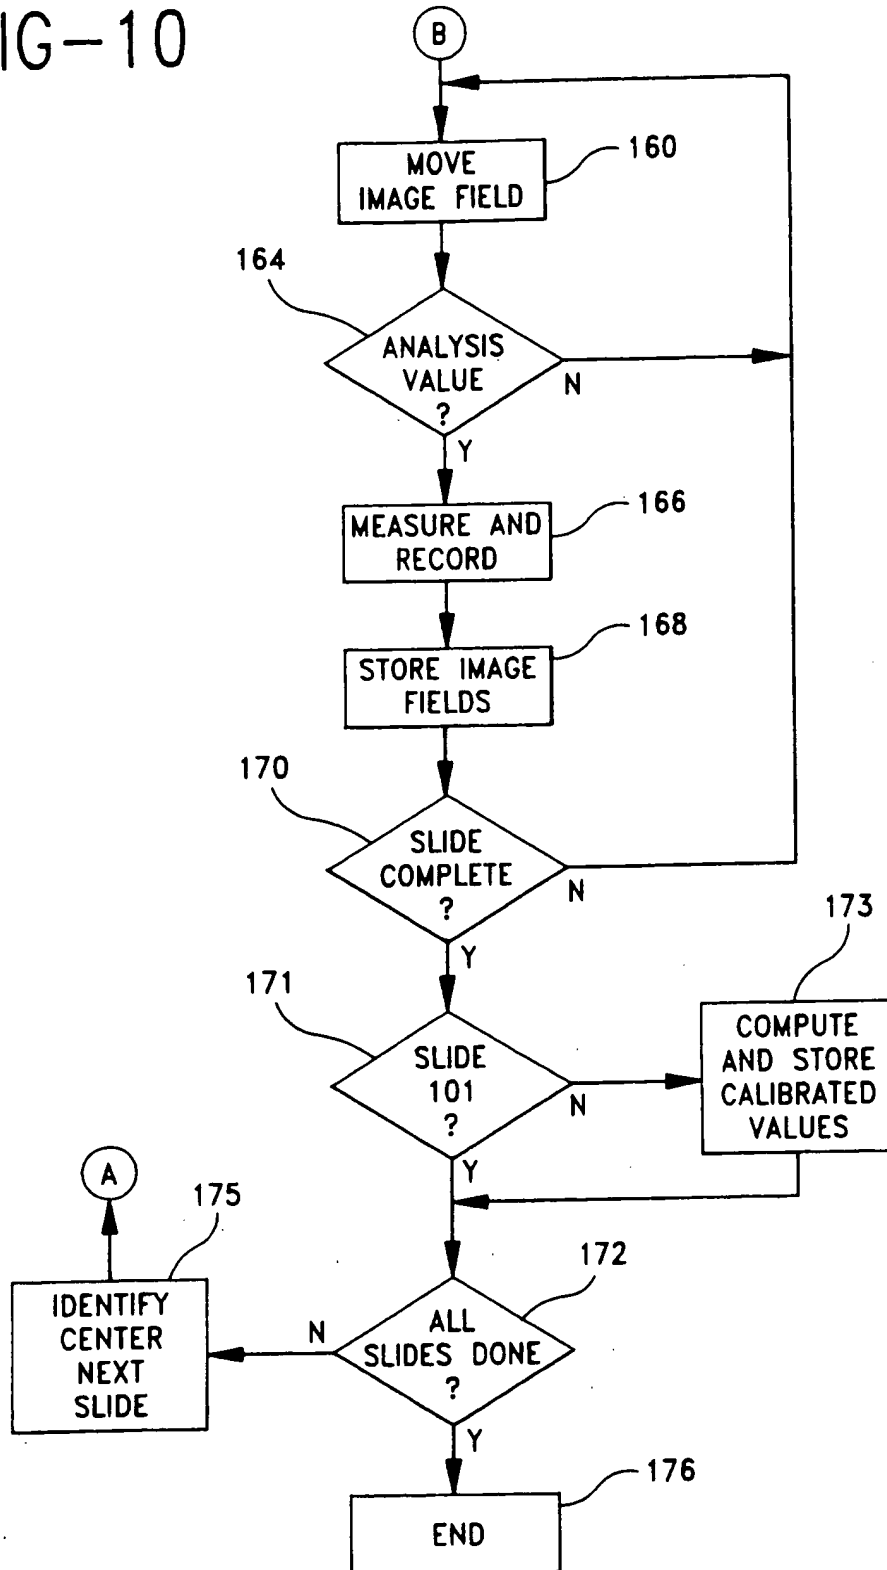 IG-10
B
MOVE
IMAGE FIELD
160
164
ANALYSIS
VALUE
?
N
Y
MEASURE AND
RECORD
166
STORE IMAGE
FIELDS
168
170
SLIDE
COMPLETE
?
N
Y
171
SLIDE
101
?
N
Y
173
COMPUTE
AND STORE
CALIBRATED
VALUES
A
175
IDENTIFY
CENTER
NEXT
SLIDE
172
ALL
SLIDES DONE
?
N
Y
END
176